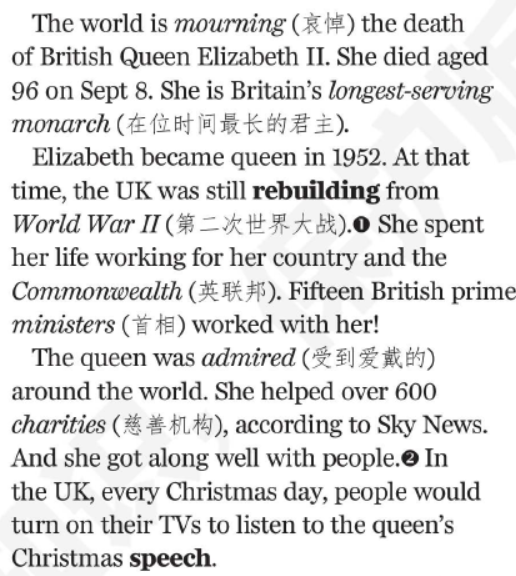 The world is mourning (哀悼) the death
of British Queen Elizabeth II. She died aged
96 on Sept 8. She is Britain’s longest-serving
monarch (在位时间最长的君主).
Elizabeth became queen in 1952. At that
time, the UK was still rebuilding from
World War II (第二次世界大战).❶ She spent
her life working for her country and the
Commonwealth (英联邦). Fifteen British prime
ministers (首相) worked with her!
The queen was admired (受到爱戴的)
around the world. She helped over 600
charities (慈善机构), according to Sky News.
And she got along well with people.❷ In
the UK, every Christmas day, people would
turn on their TVs to listen to the queen’s
Christmas speech.